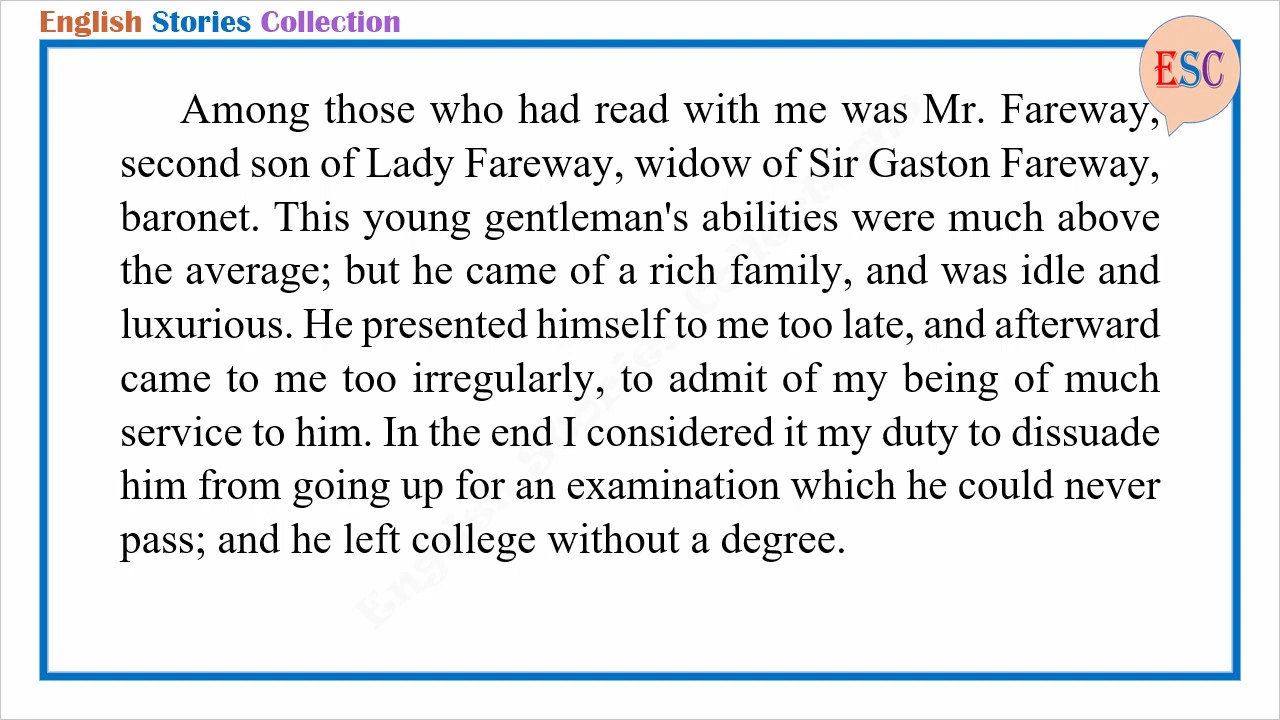 English Stories Collection
ESC
Among those who had read with me was Mr. Fareway,
second son of Lady Fareway, widow of Sir Gaston Fareway,
baronet. This young gentleman's abilities were much above
the average; but he came of a rich family, and was idle and
luxurious. He presented himself to me too late, and afterward
came to me too irregularly, to admit of my being of much
service to him. In the end I considered it my duty to dissuade
him from going up for an examination which he could never
pass; and he left college without a degree.
English Stories Collections